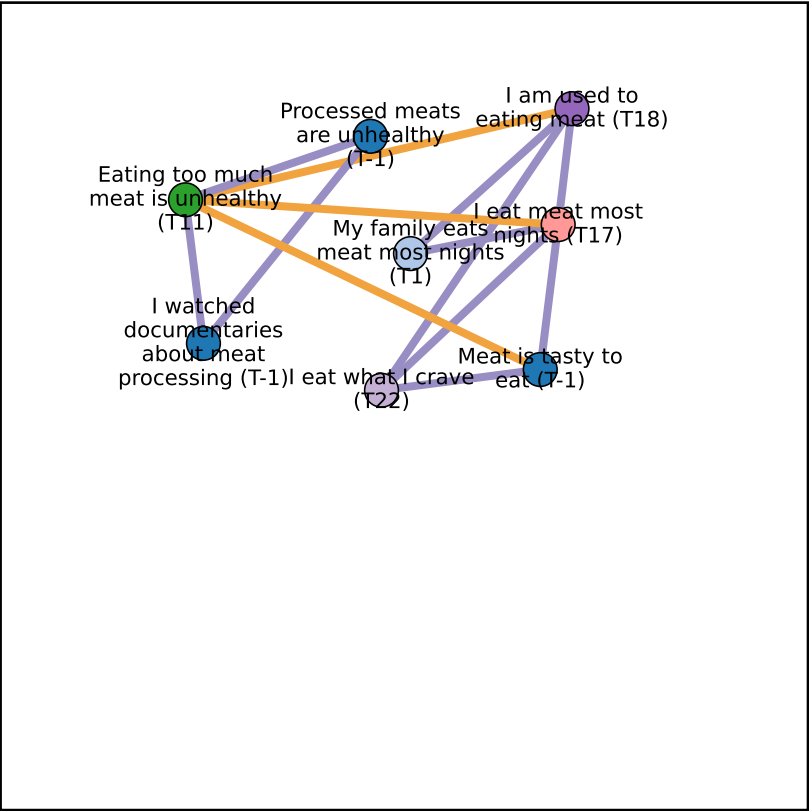 I am used to
eating meat (T18)
Processed meats
are unhealthy
(T-1)
Eating too much
meat is unhealthy
(T11)
I eat meat most
nights (T17)
My family eats
meat most nights
(T1)
I watched
documentaries
about meat
processing (T-1)
Meat is tasty to
eat (T-1)
I eat what I crave
(T22)